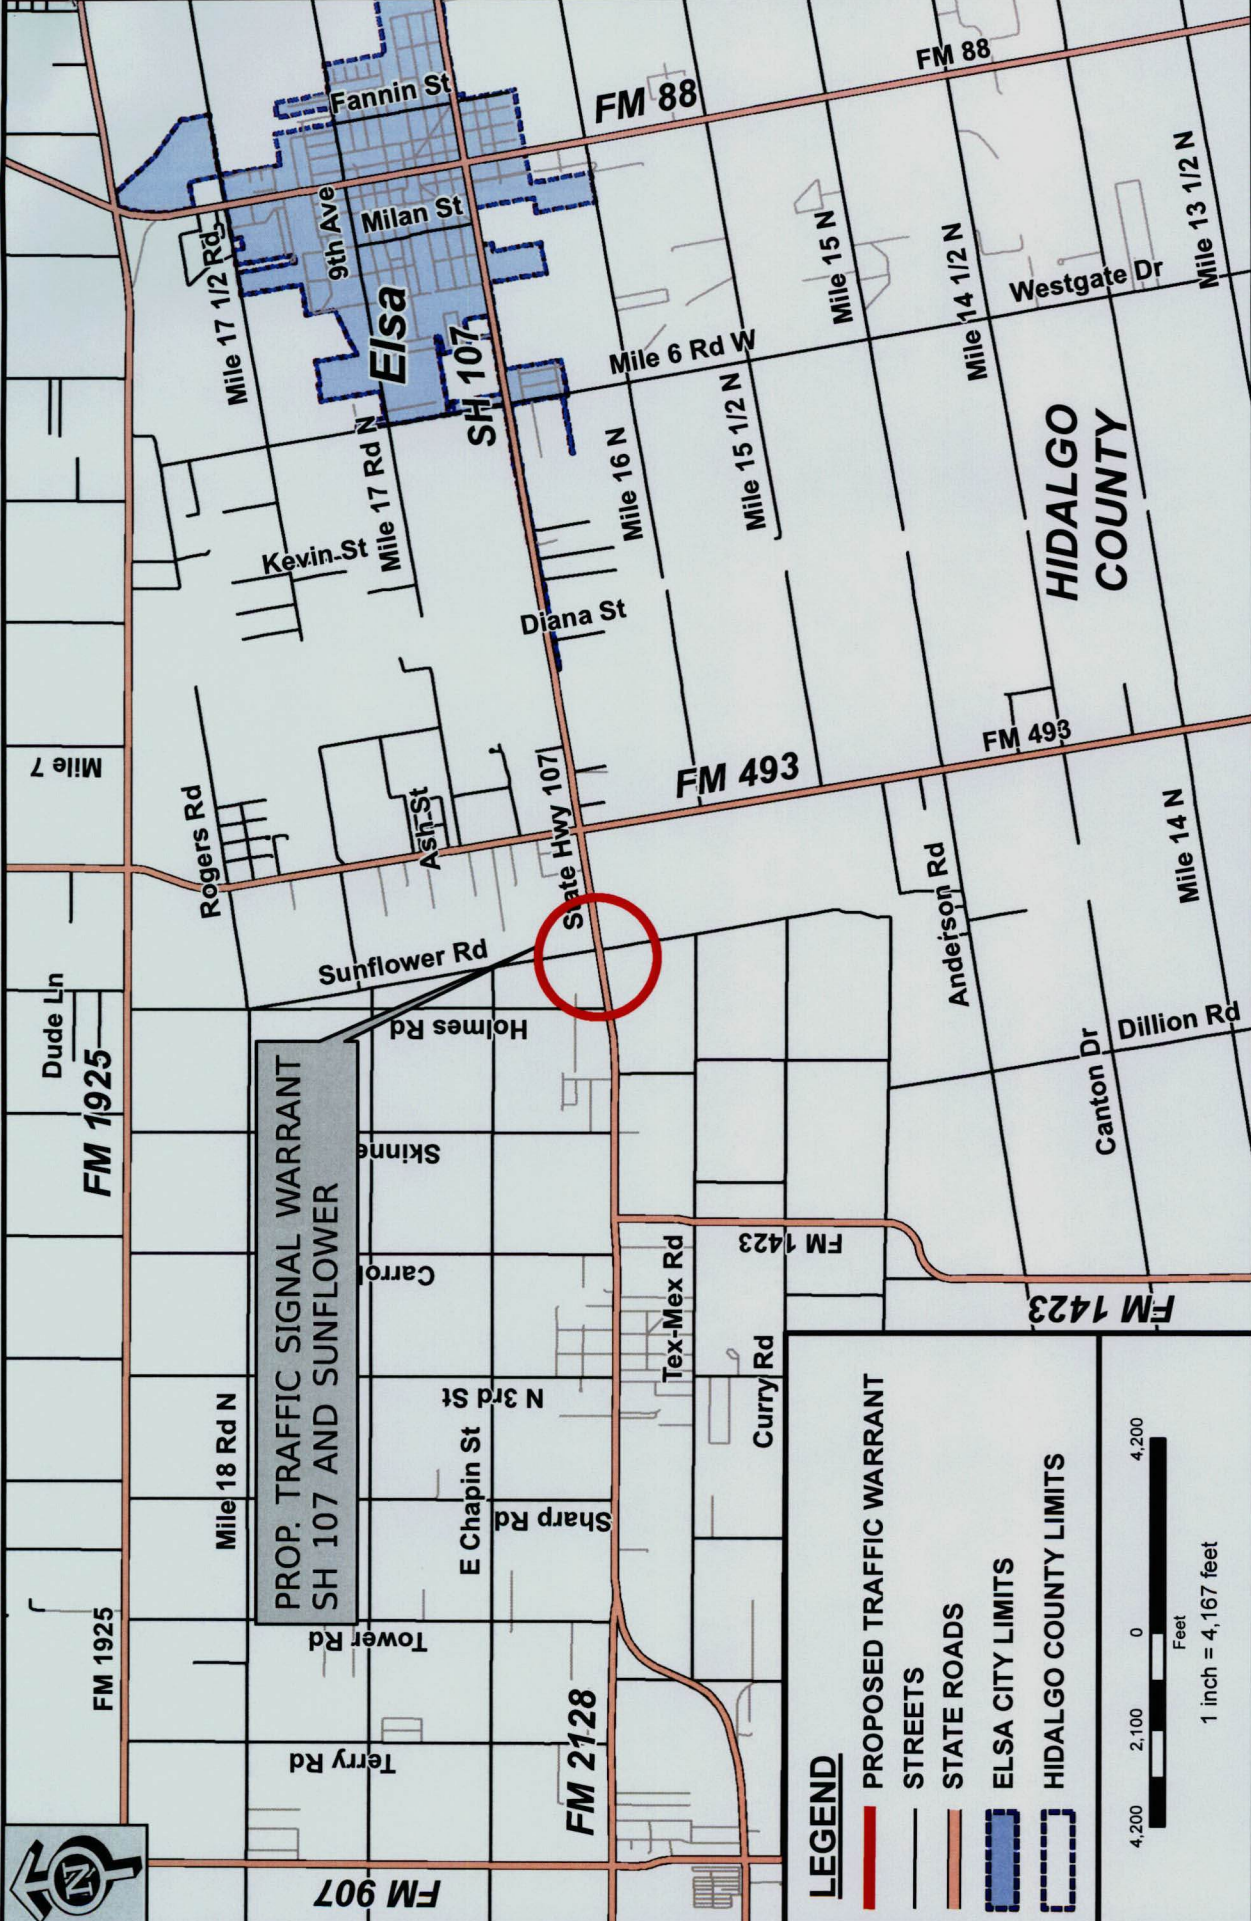 FM 1925
Mile 18 Rd N
E Chapin St
FM 2128
Terry Rd
Tower Rd
Sharp Rd
N 3rd St
Carrol
Skinne
Holmes Rd
FM 907
N
PROP. TRAFFIC SIGNAL WARRANT
SH 107 AND SUNFLOWER
FM 1925
Dude Ln
Sunflower Rd
Rogers Rd
Mile 7
Ash St
State Hwy 107
FM 493
FM 493
Kevin St
Diana St
Mile 17 Rd N
Mile 17 1/2 Rd
SH 107
Elsa
9th Ave
Milan St
Fannin St
FM 88
FM 88
Mile 6 Rd W
Westgate Dr
Mile 16 N
Mile 15 1/2 N
Mile 15 N
Mile 14 1/2 N
Mile 13 1/2 N
Mile 14 N
HIDALGO
COUNTY
Anderson Rd
Canton Dr
Dillion Rd
Tex-Mex Rd
Curry Rd
FM 1423
FM 1423
LEGEND
PROPOSED TRAFFIC WARRANT
STREETS
STATE ROADS
ELSA CITY LIMITS
HIDALGO COUNTY LIMITS
4,200 2,100 0 4,200
Feet
1 inch = 4,167 feet